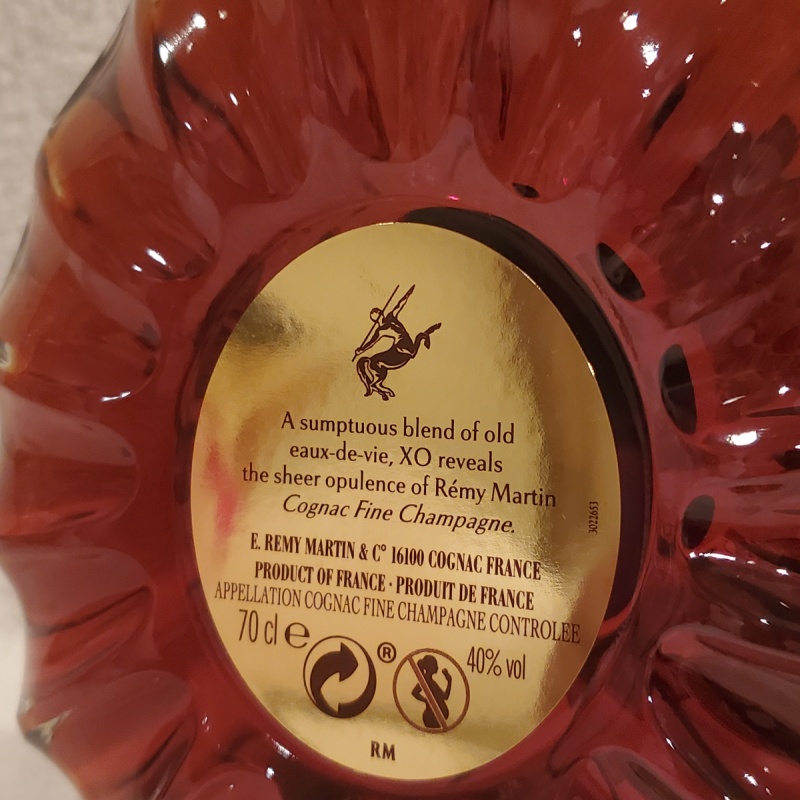 A sumptuous blend of old
eaux-de-vie, XO reveals
the sheer opulence of Rémy Martin
Cognac Fine Champagne.
E. REMY MARTIN & C° 16100 COGNAC FRANCE
PRODUCT OF FRANCE · PRODUIT DE FRANCE
APPELLATION COGNAC FINE CHAMPAGNE CONTROLEE
70 cl e ® 40% vol
RM
3022653